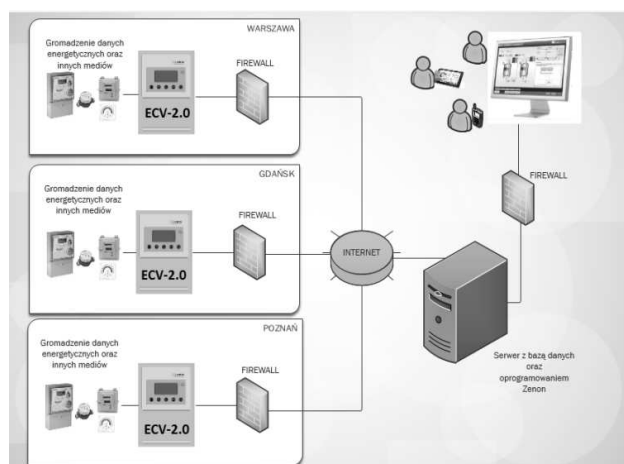 WARSZAWA
Gromadzenie danych
energetycznych oraz
innych mediów
FIREWALL
ECV-2.0
GDAŃSK
Gromadzenie danych
energetycznych oraz
innych mediów
FIREWALL
ECV-2.0
POZNAŃ
Gromadzenie danych
energetycznych oraz
innych mediów
FIREWALL
ECV-2.0
INTERNET
FIREWALL
Serwer z bazą danych
oraz
oprogramowaniem
Zenon